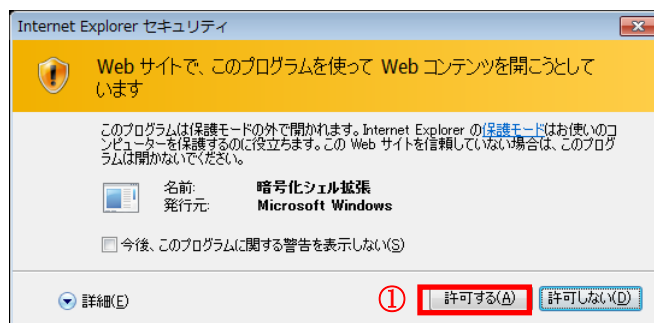 Internet Explorer セキュリティ
Web サイトで、このプログラムを使って Web コンテンツを開こうとして
います
このプログラムは保護モードの外で開かれます。Internet Explorer の保護モードはお使いのコ
ンピューターを保護するのに役立ちます。この Web サイトを信頼していない場合は、このプログ
ラムは開かないでください。
名前: 暗号化シェル拡張
発行元: Microsoft Windows
今後、このプログラムに関する警告を表示しない(S)
詳細(E) ① 許可する(A) 許可しない(D)